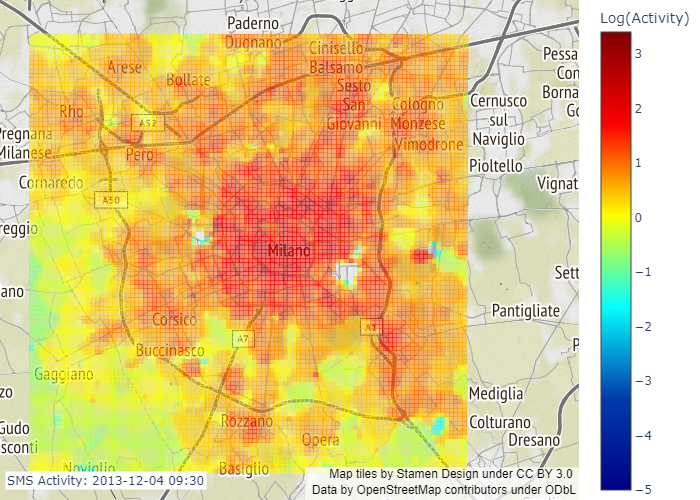 Paderno
Dugnano
Cinisello
Balsamo
Arese
Bollate
Sesto
San
Giovanni
Rho
A52
Cologno
Monzese
Pessa
Con
Borna
Go
Cernusco
sul
Naviglio
Pregnana
Milanese
Pero
Vimodrone
Pioltello
Cornaredo
A50
Vignat
reggio
Milano
Sett
ano
Corsico
A7
A1
Pantigliate
Buccinasco
P
Gaggiano
zo
Mediglia
Rozzano
Colturano
Gudo
sconti
Opera
Dresano
Noviglio
Basiglio
SMS Activity: 2013-12-04 09:30
Map tiles by Stamen Design under CC BY 3.0
Data by OpenStreetMap contributors under ODbL
Log(Activity)
3
2
1
0
−1
−2
−3
−4
−5